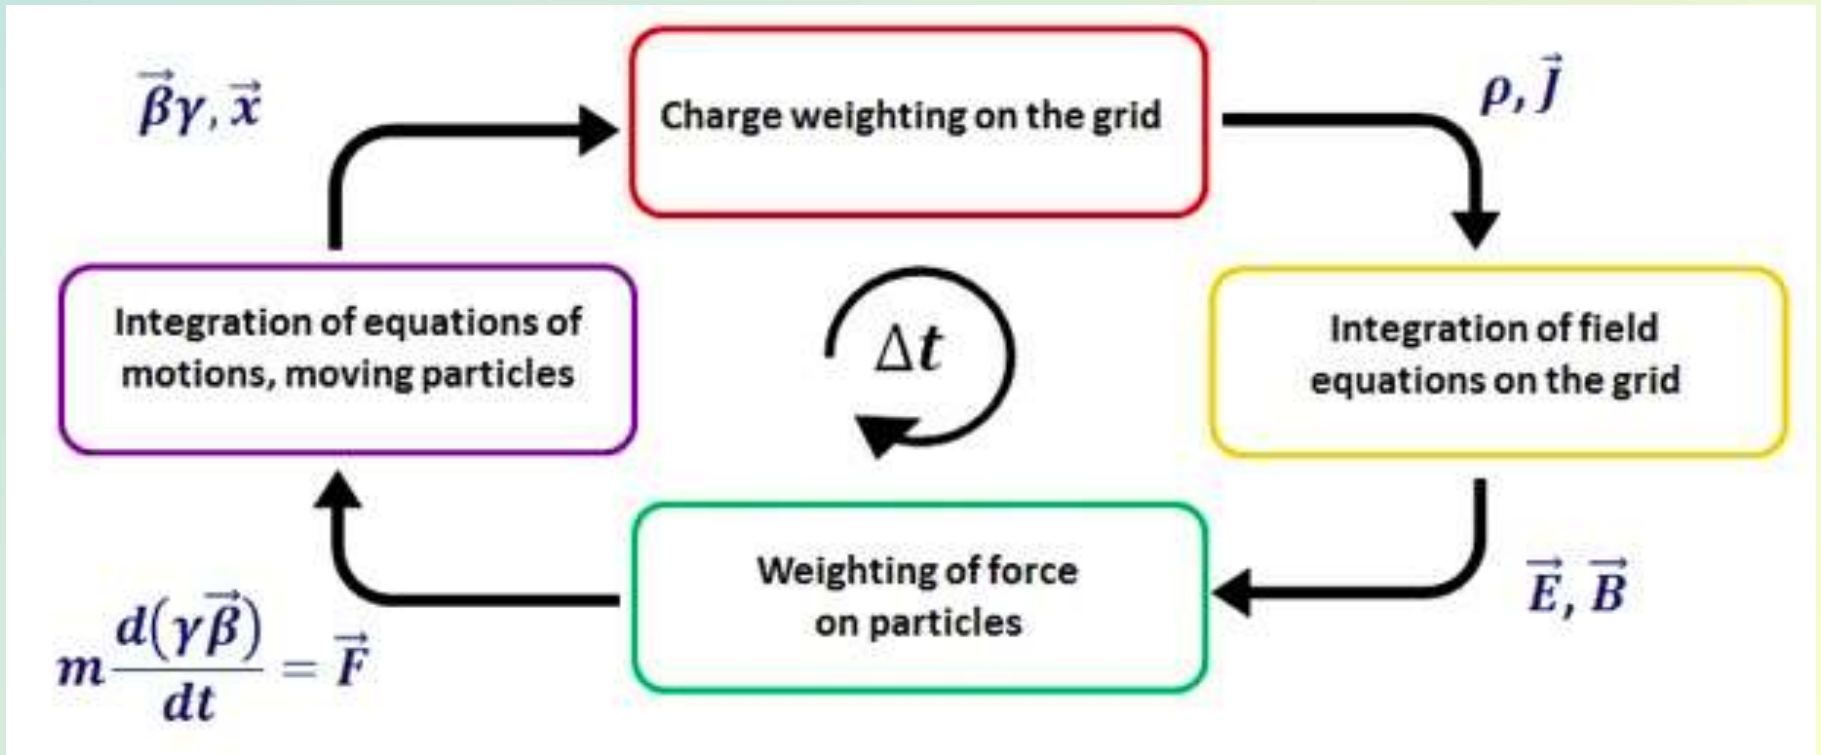 β⃗γ, x⃗
Charge weighting on the grid
ρ, J⃗
Integration of equations of
motions, moving particles
Δt
Integration of field
equations on the grid
Weighting of force
on particles
E⃗, B⃗
m d(γβ⃗)/dt = F⃗